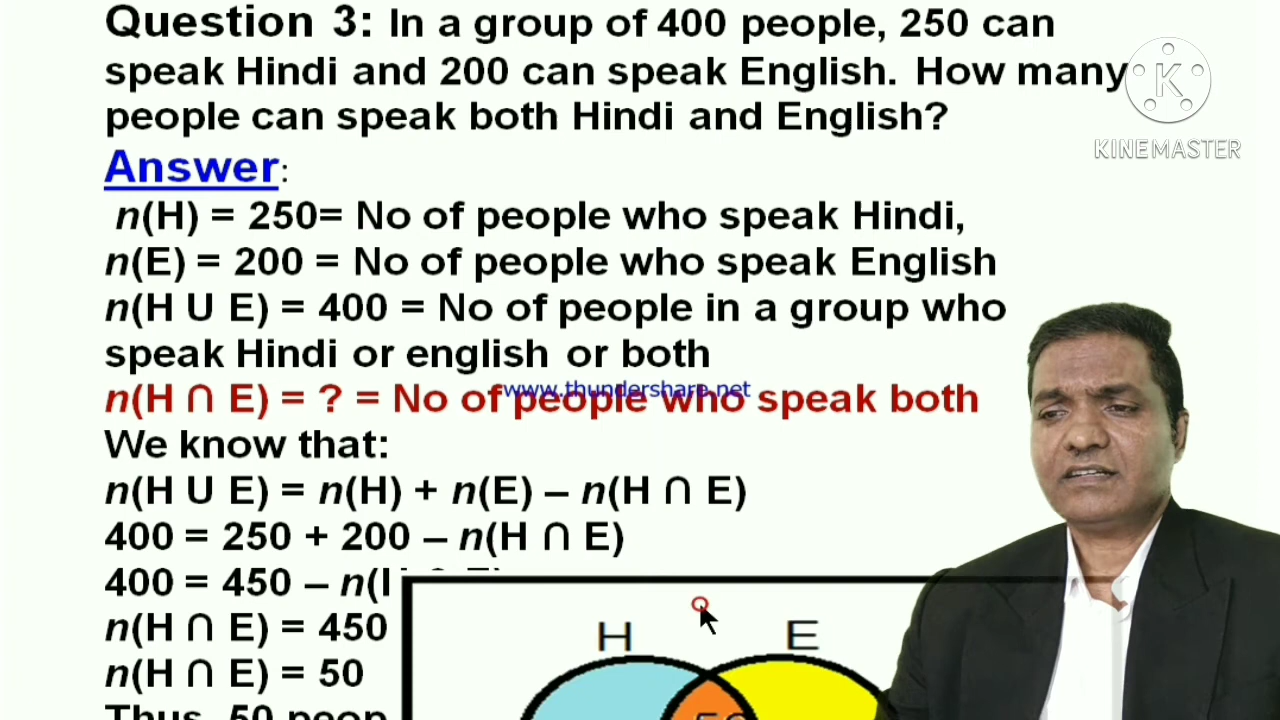 Question 3: In a group of 400 people, 250 can
speak Hindi and 200 can speak English. How many
people can speak both Hindi and English?
K
KINEMASTER
Answer:
n(H) = 250= No of people who speak Hindi,
n(E) = 200 = No of people who speak English
n(H U E) = 400 = No of people in a group who
speak Hindi or english or both
www.thundershare.net
n(H ∩ E) = ? = No of people who speak both
We know that:
n(H U E) = n(H) + n(E) – n(H ∩ E)
400 = 250 + 200 – n(H ∩ E)
400 = 450 – n(
n(H ∩ E) = 450
n(H ∩ E) = 50
Thus, 50
H E